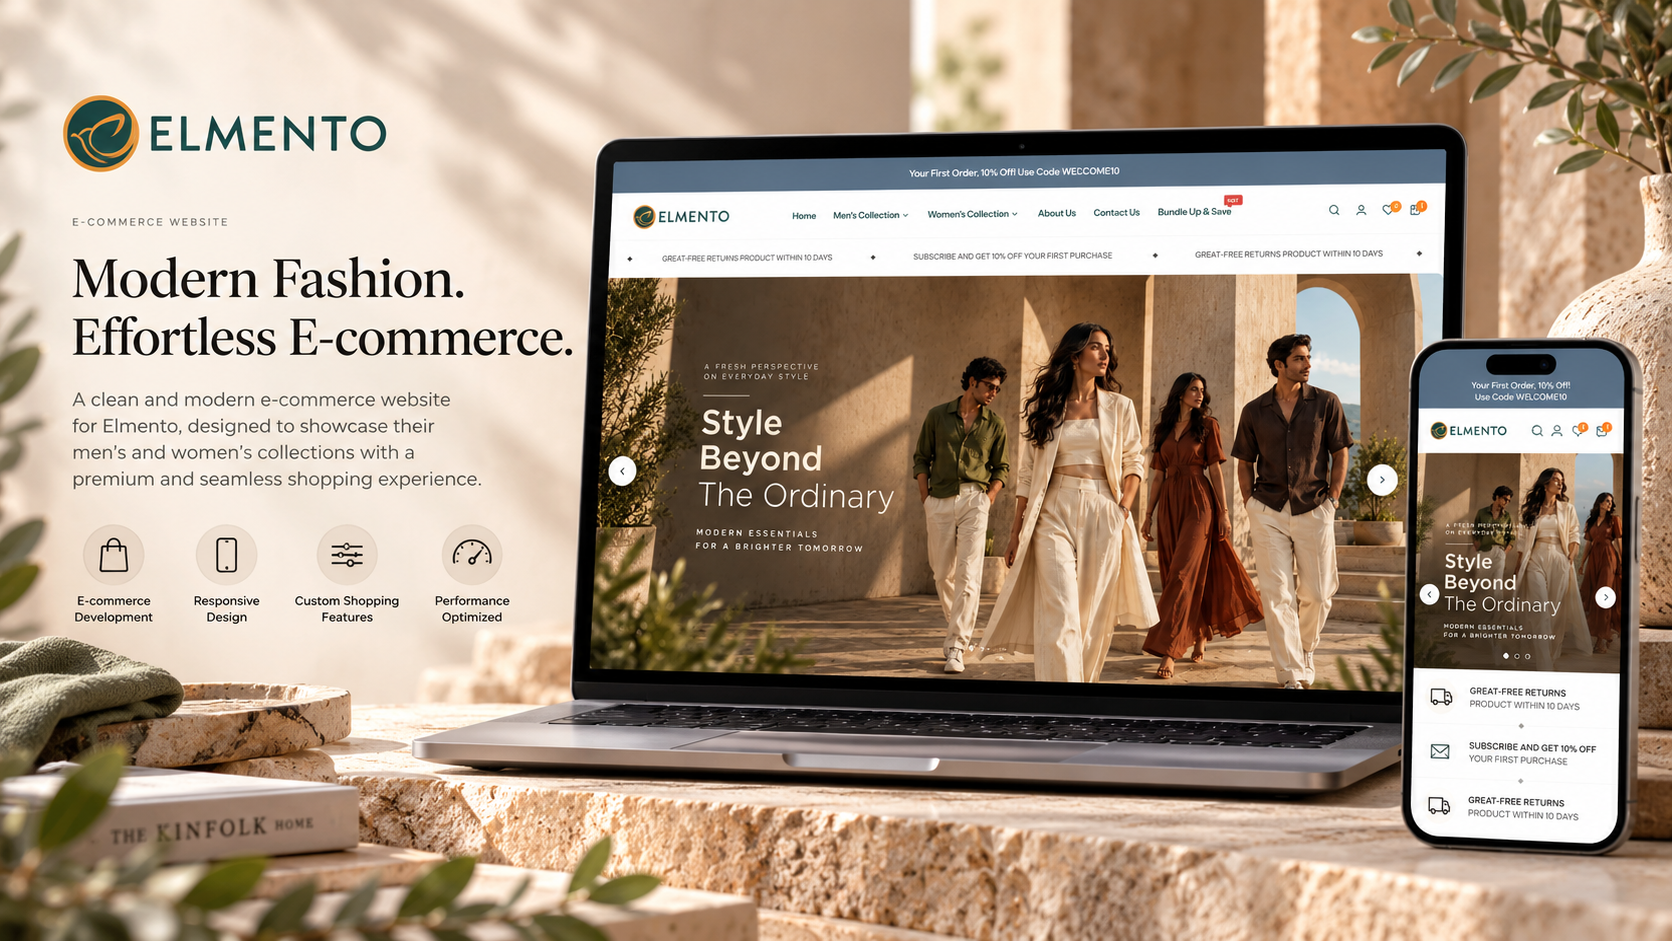 ELMENTO
E-COMMERCE WEBSITE
Modern Fashion.
Effortless E-commerce.
A clean and modern e-commerce website
for Elmento, designed to showcase their
men's and women's collections with a
premium and seamless shopping experience.
E-commerce
Development
Responsive
Design
Custom Shopping
Features
Performance
Optimized
THE KINFOLK HOME
Your First Order, 10% Off! Use Code WECCOME10
ELMENTO
Home
Men's Collection
Women's Collection
About Us
Contact Us
Bundle Up & Save
GREAT-FREE RETUIINS PRODUCT WITHIN 10 DAYS
SUBSCRIBE AND GET 10% OFF YOUR FIRST PURCHASE
GREAT-FREE RETURNS PRODUCT WITHIN 10 DAYS
A FRESH PERSPECTIVE
ON EVERYDAY STYLE
Style
Beyond
The Ordinary
MODERN ESSENTIALS
FOR A BRIGHTER TOMORROW
Your First Order, 10% Off!
Use Code WELCOME10
ELMENTO
Style
Beyond
The Ordinary
MODERN ESSENTIALS
FOR A BRIGHTER TOMORROW
GREAT-FREE RETURNS
PRODUCT WITHIN 10 DAYS
SUBSCRIBE AND GET 10% OFF
YOUR FIRST PURCHASE
GREAT-FREE RETURNS
PRODUCT WITHIN 10 DAYS